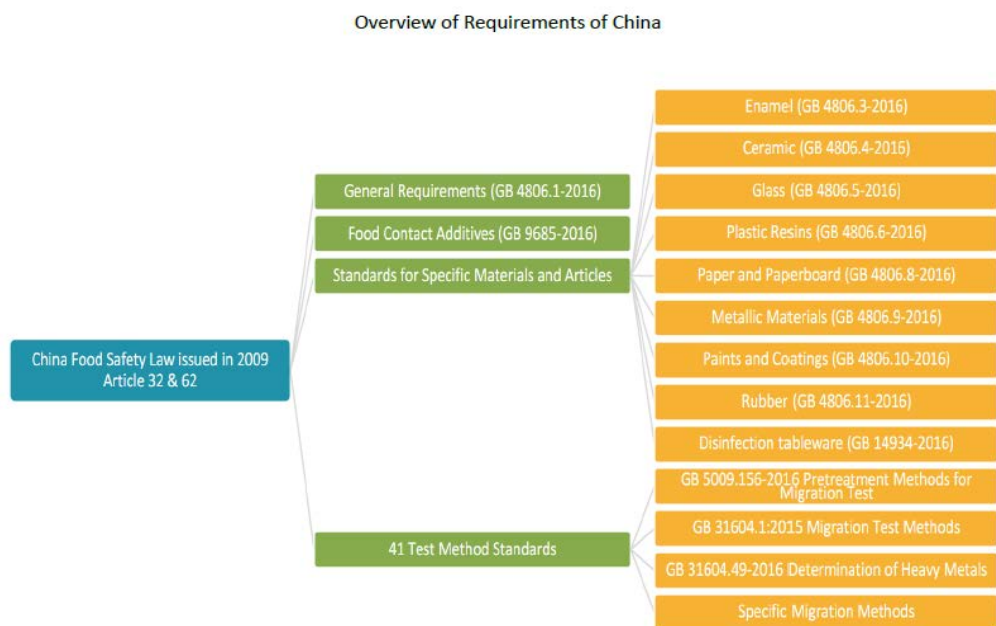 Overview of Requirements of China
China Food Safety Law issued in 2009
Article 32 & 62
General Requirements (GB 4806.1-2016)
Food Contact Additives (GB 9685-2016)
Standards for Specific Materials and Articles
Enamel (GB 4806.3-2016)
Ceramic (GB 4806.4-2016)
Glass (GB 4806.5-2016)
Plastic Resins (GB 4806.6-2016)
Paper and Paperboard (GB 4806.8-2016)
Metallic Materials (GB 4806.9-2016)
Paints and Coatings (GB 4806.10-2016)
Rubber (GB 4806.11-2016)
Disinfection tableware (GB 14934-2016)
41 Test Method Standards
GB 5009.156-2016 Pretreatment Methods for
Migration Test
GB 31604.1:2015 Migration Test Methods
GB 31604.49-2016 Determination of Heavy Metals
Specific Migration Methods